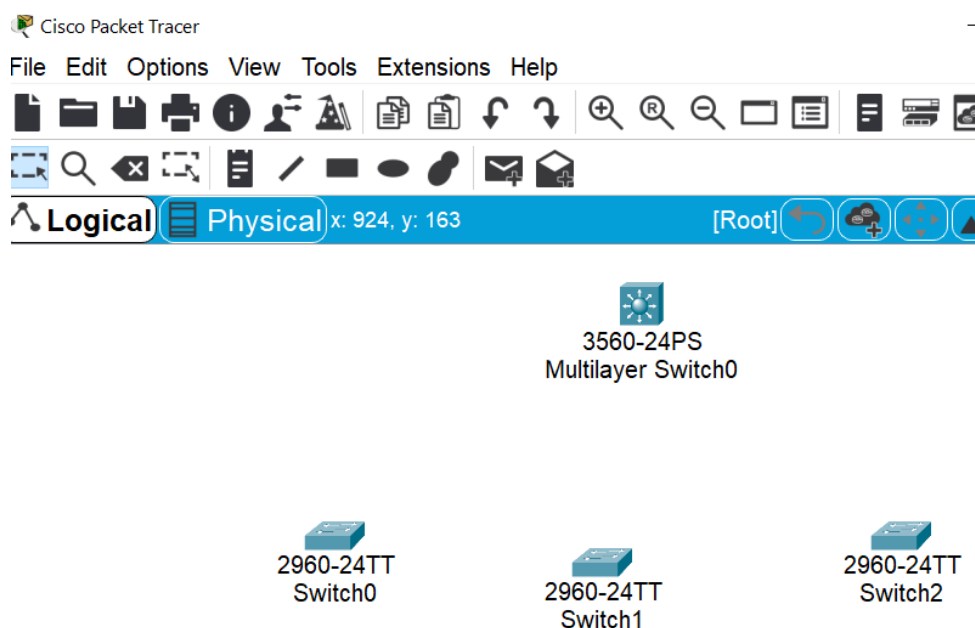 Cisco Packet Tracer
File Edit Options View Tools Extensions Help
Logical Physical x: 924, y: 163 [Root]
3560-24PS
Multilayer Switch0
2960-24TT
Switch0
2960-24TT
Switch1
2960-24TT
Switch2